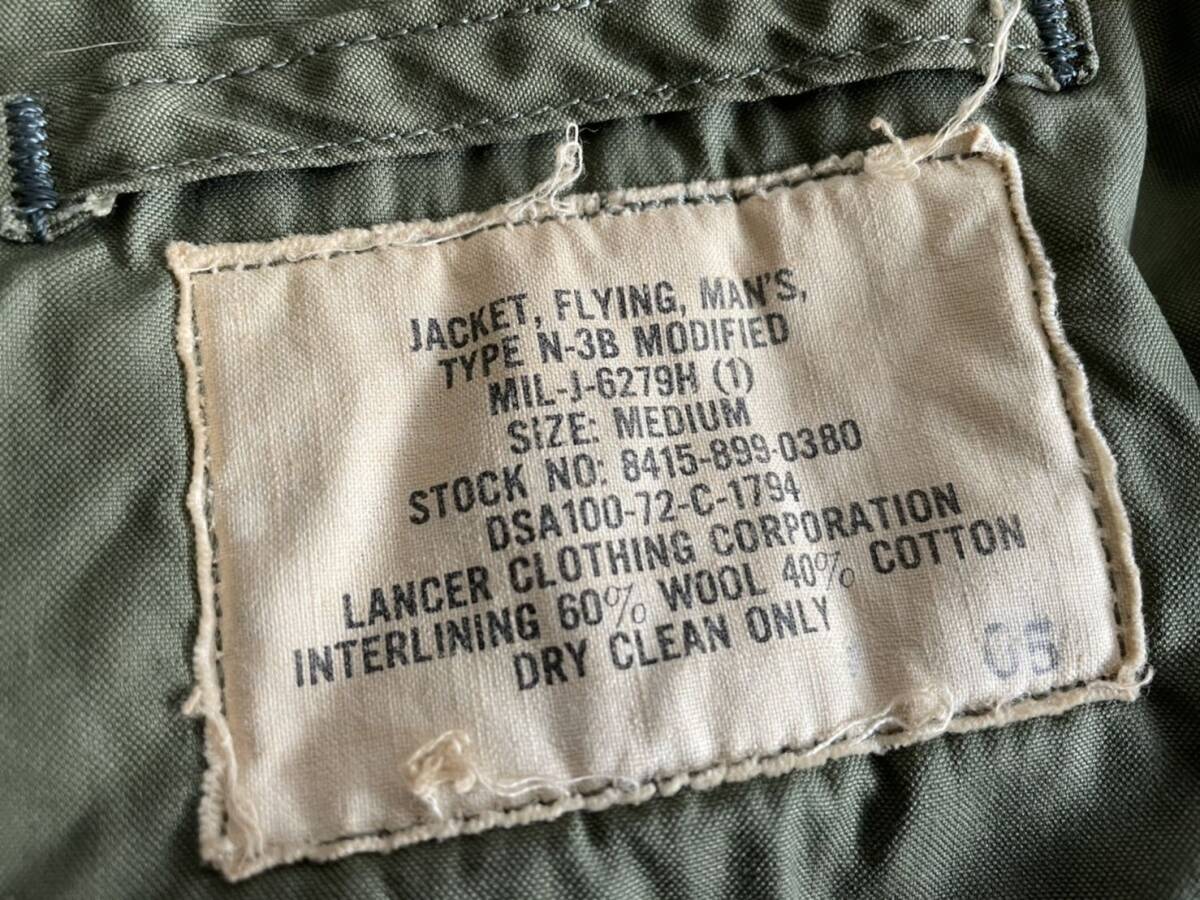 JACKET, FLYING, MAN'S,
TYPE N-3B MODIFIED
MIL-J-6279H (1)
SIZE: MEDIUM
STOCK NO: 8415-899-0380
DSA100-72-C-1794
LANCER CLOTHING CORPORATION
INTERLINING 60% WOOL 40% COTTON
DRY CLEAN ONLY